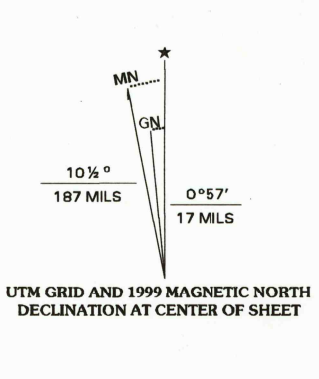 ★
MN
GN
10½°
187 MILS
0°57′
17 MILS
UTM GRID AND 1999 MAGNETIC NORTH
DECLINATION AT CENTER OF SHEET